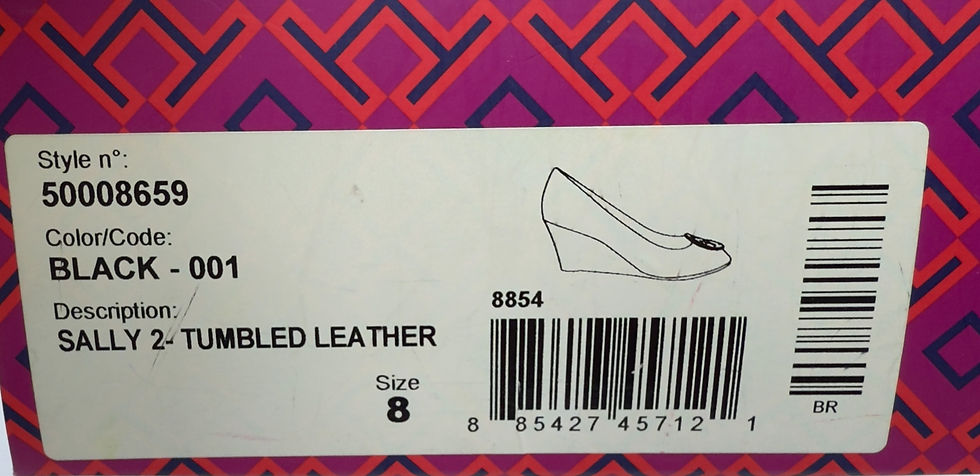 Style n°:
50008659
Color/Code:
BLACK - 001
Description:
SALLY 2- TUMBLED LEATHER
Size
8
8854
8 85427 45712 1
BR